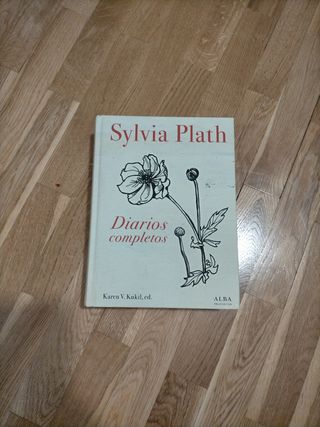 Sylvia Plath
Diarios
completos
Karen V. Kukil, ed.
ALBA